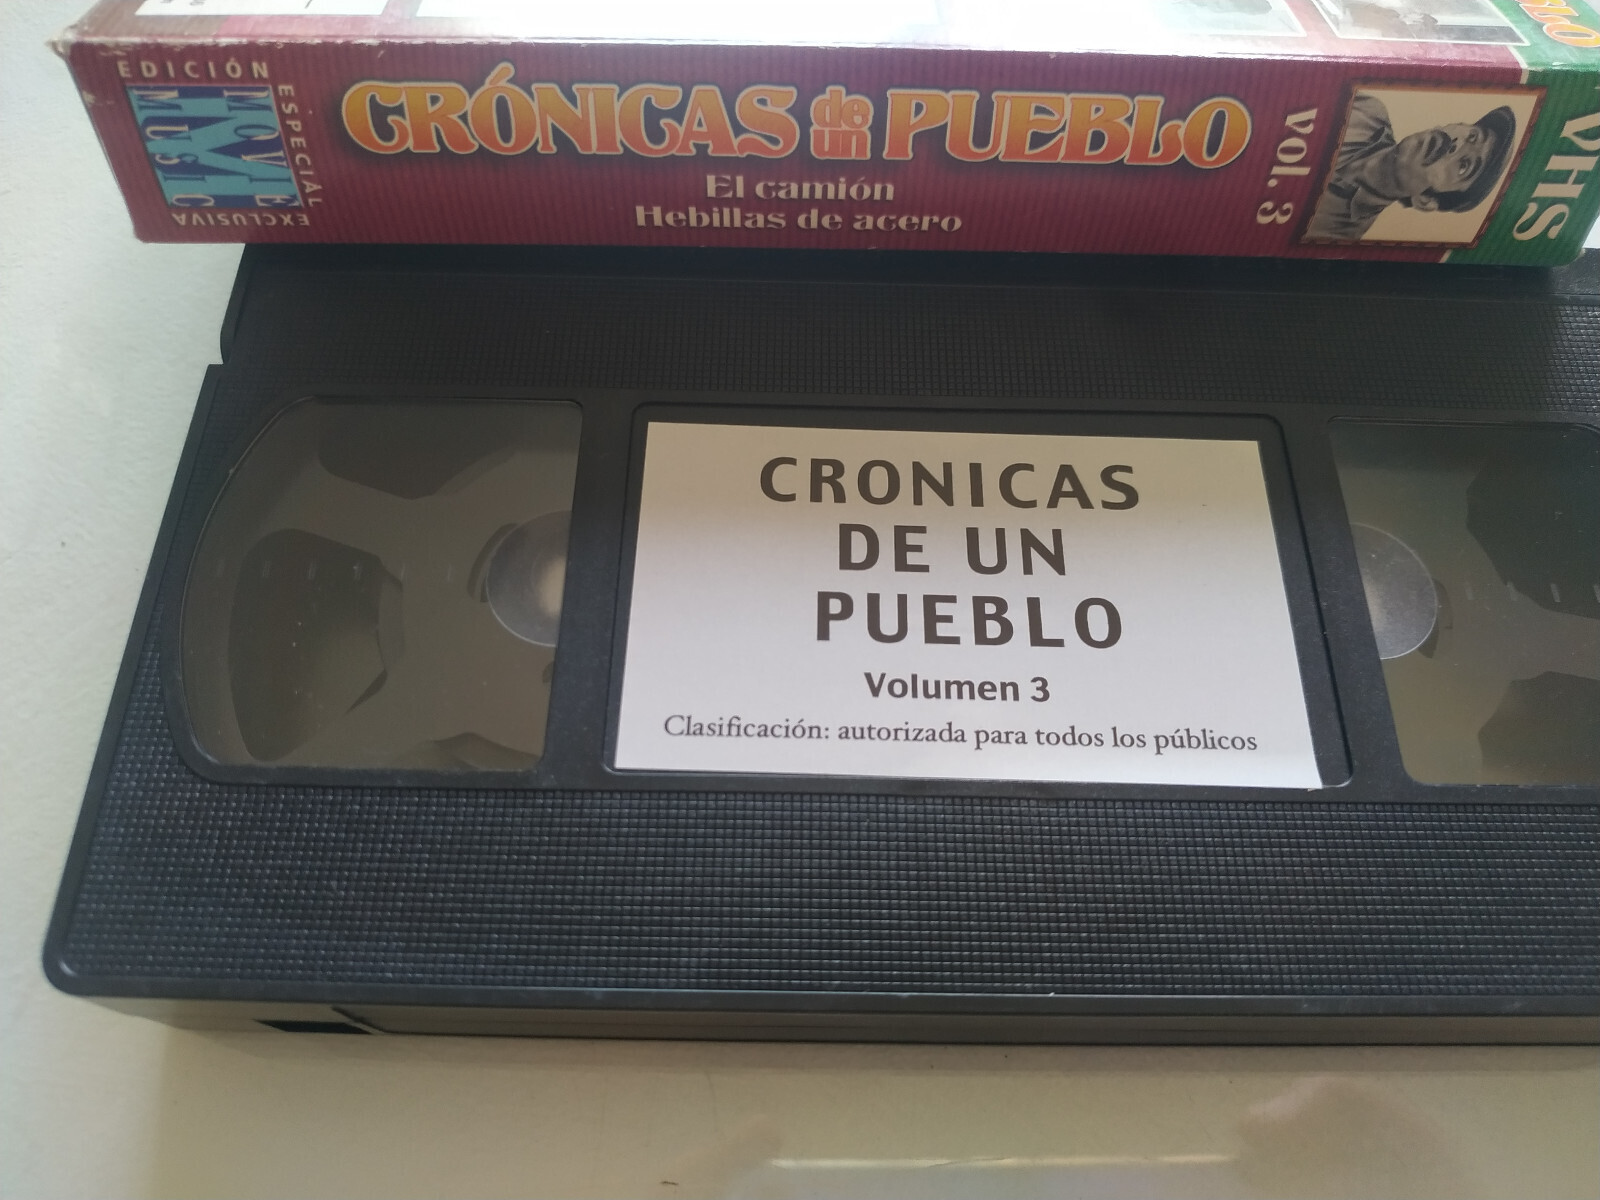 EDICIÓN
ESPECIAL
EXCLUSIVA
MOVIE
MUSIC
CRÓNICAS de un PUEBLO
El camión
Hebillas de acero
vol. 3
VHS
CRONICAS
DE UN
PUEBLO
Volumen 3
Clasificación: autorizada para todos los públicos